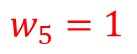 w₅ = 1